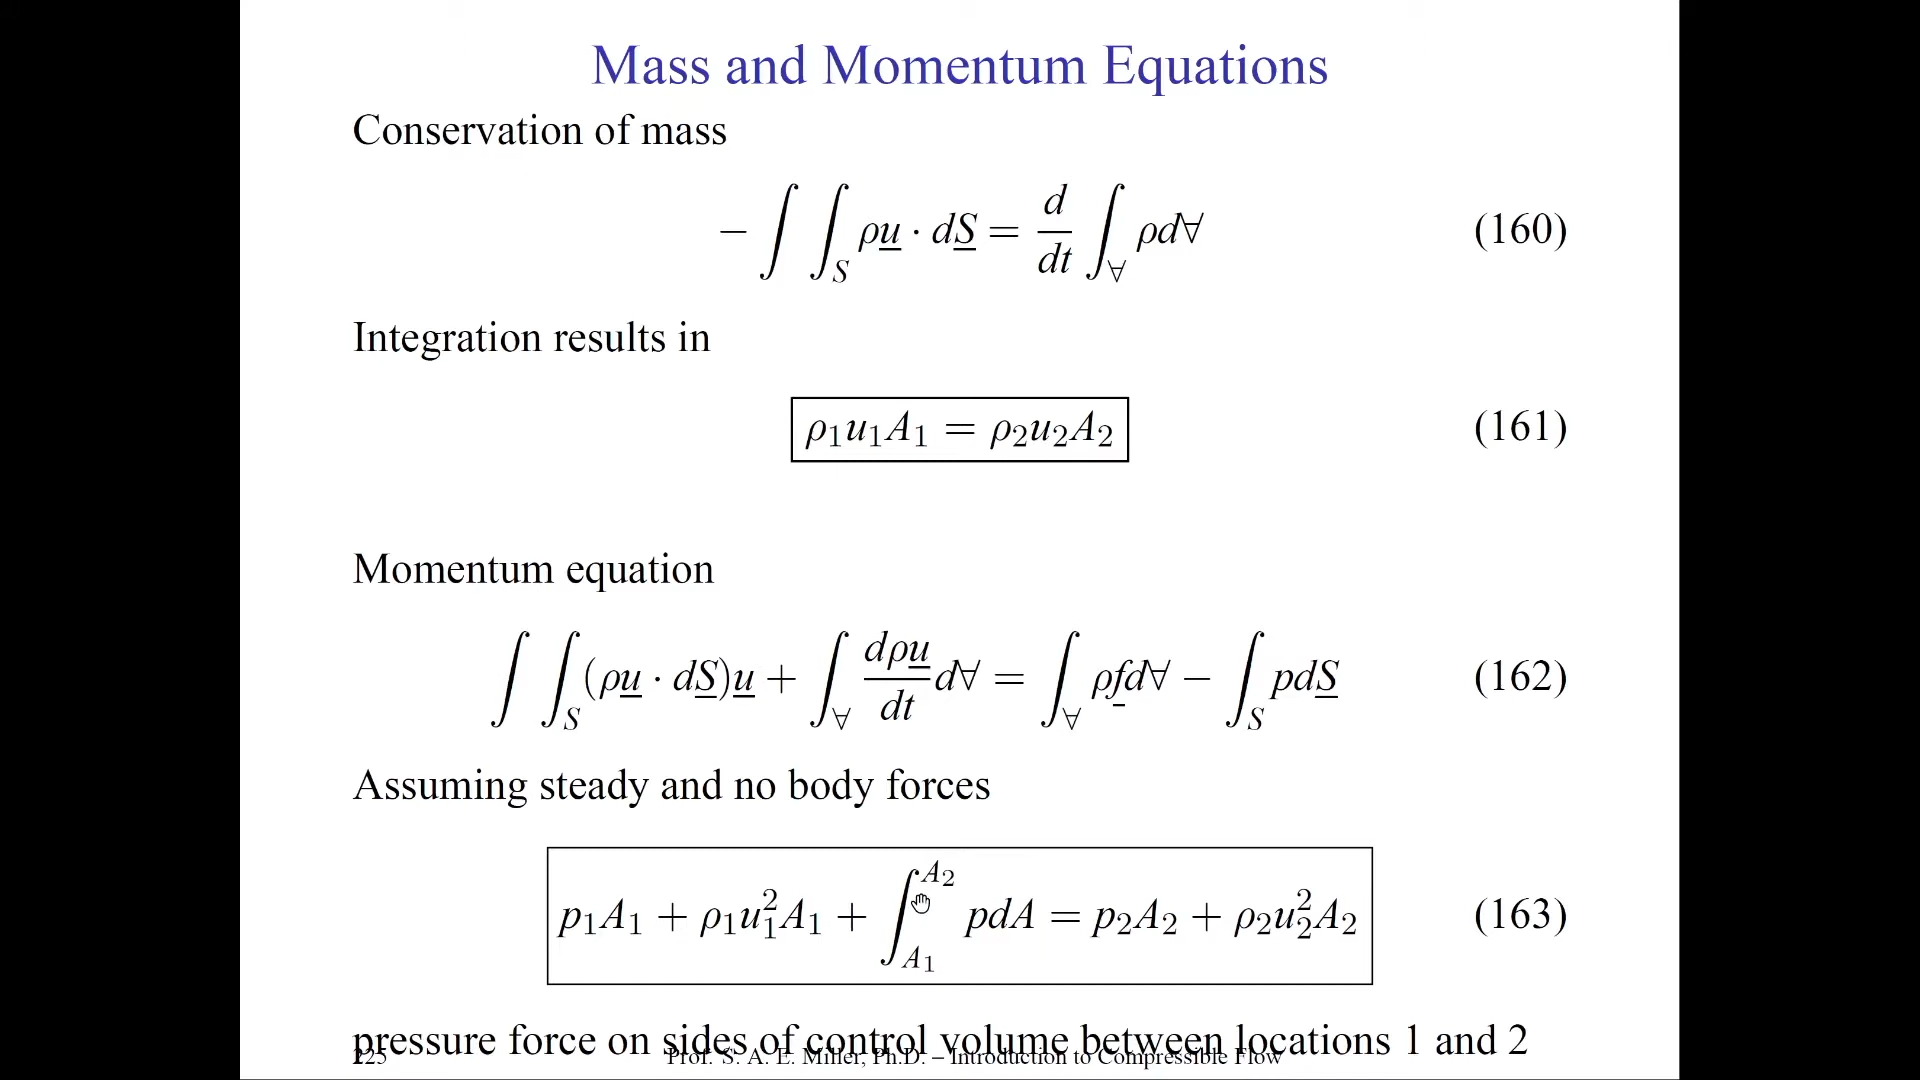 Mass and Momentum Equations
Conservation of mass
− ∫ ∫_S ρu̲ · dS̲ = d/dt ∫_∀ ρd∀ (160)
Integration results in
ρ₁u₁A₁ = ρ₂u₂A₂ (161)
Momentum equation
∫ ∫_S (ρu̲ · dS̲)u̲ + ∫_∀ dρu̲/dt d∀ = ∫_∀ ρf̲d∀ − ∫_S pdS̲ (162)
Assuming steady and no body forces
p₁A₁ + ρ₁u₁²A₁ + ∫_{A₁}^{A₂} pdA = p₂A₂ + ρ₂u₂²A₂ (163)
pressure force on sides of control volume between locations 1 and 2
225 Prof. S. A. E. Miller, Ph.D. – Introduction to Compressible Flow